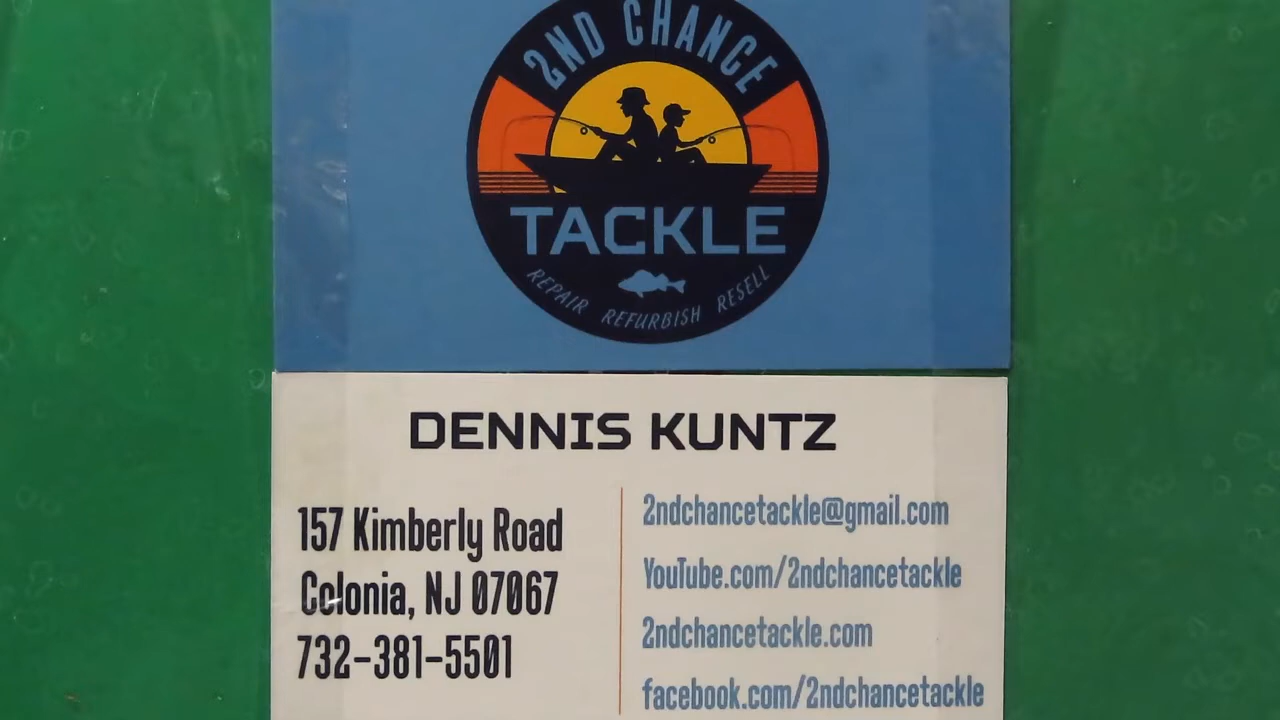 2ND CHANCE
TACKLE
REPAIR REFURBISH RESELL
DENNIS KUNTZ
157 Kimberly Road
Colonia, NJ 07067
732-381-5501
2ndchancetackle@gmail.com
YouTube.com/2ndchancetackle
2ndchancetackle.com
facebook.com/2ndchancetackle